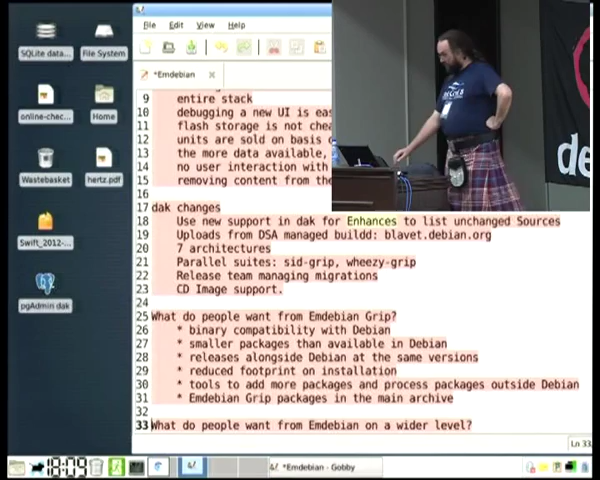 File Edit View Help
SQLite data...
File System
*Emdebian
9 entire stack
10 debugging a new UI is eas
11 flash storage is not chea
online-chec...
Home
12 units are sold on basis o
13 the more data available,
14 no user interaction with
15 removing content from the
Wastebasket
hertz.pdf
de
16
17 dak changes
18 Use new support in dak for Enhances to list unchanged Sources
19 Uploads from DSA managed buildd: blavet.debian.org
Swift_2012-...
20 7 architectures
21 Parallel suites: sid-grip, wheezy-grip
22 Release team managing migrations
23 CD Image support.
pgAdmin dak
24
25 What do people want from Emdebian Grip?
26 * binary compatibility with Debian
27 * smaller packages than available in Debian
28 * releases alongside Debian at the same versions
29 * reduced footprint on installation
30 * tools to add more packages and process packages outside Debian
31 * Emdebian Grip packages in the main archive
32
33 What do people want from Emdebian on a wider level?
Ln 33
18:09
*Emdebian - Gobby